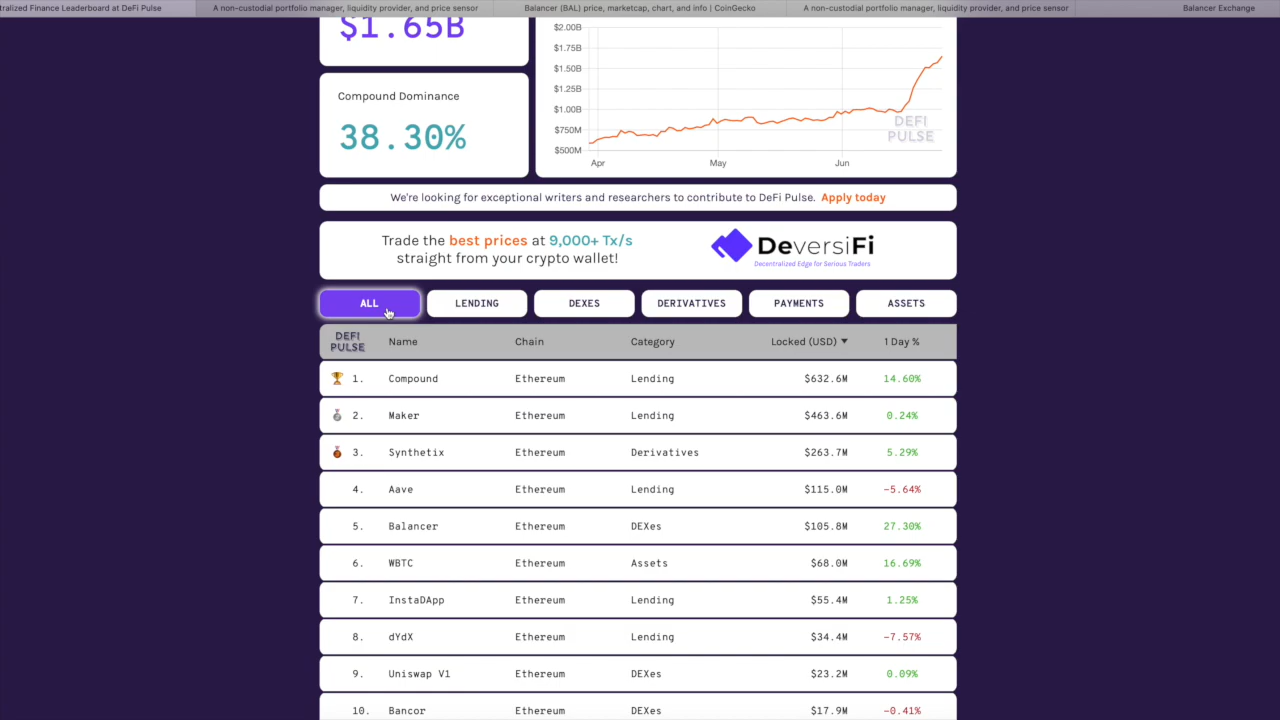 tralized Finance Leaderboard at DeFi Pulse
A non-custodial portfolio manager, liquidity provider, and price sensor
Balancer (BAL) price, marketcap, chart, and info | CoinGecko
A non-custodial portfolio manager, liquidity provider, and price sensor
Balancer Exchange
$1.65B
Compound Dominance
38.30%
$2.00B
$1.75B
$1.50B
$1.25B
$1.00B
$750M
$500M
Apr May Jun
DEFI
PULSE
We're looking for exceptional writers and researchers to contribute to DeFi Pulse. Apply today
Trade the best prices at 9,000+ Tx/s
straight from your crypto wallet!
DeversiFi
Decentralized Edge for Serious Traders
ALL LENDING DEXES DERIVATIVES PAYMENTS ASSETS
DEFI
PULSE
Name Chain Category Locked (USD) ▼ 1 Day %
1. Compound Ethereum Lending $632.6M 14.60%
2. Maker Ethereum Lending $463.6M 0.24%
3. Synthetix Ethereum Derivatives $263.7M 5.29%
4. Aave Ethereum Lending $115.0M -5.64%
5. Balancer Ethereum DEXes $105.8M 27.30%
6. WBTC Ethereum Assets $68.0M 16.69%
7. InstaDApp Ethereum Lending $55.4M 1.25%
8. dYdX Ethereum Lending $34.4M -7.57%
9. Uniswap V1 Ethereum DEXes $23.2M 0.09%
10. Bancor Ethereum DEXes $17.9M -0.41%